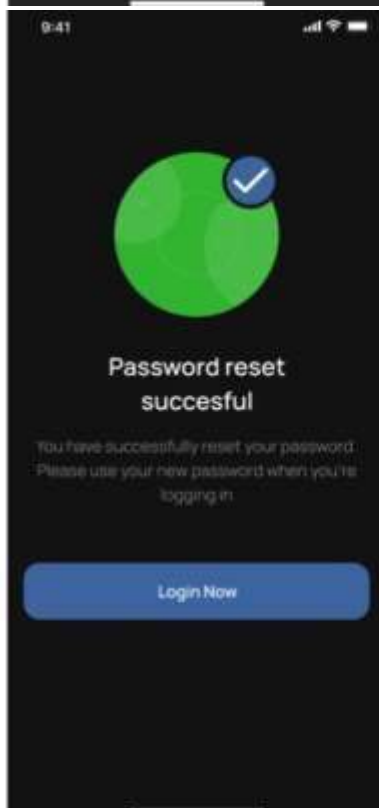 9:41
Password reset
succesful
You have successfully reset your password.
Please use your new password when you're
logging in
Login Now